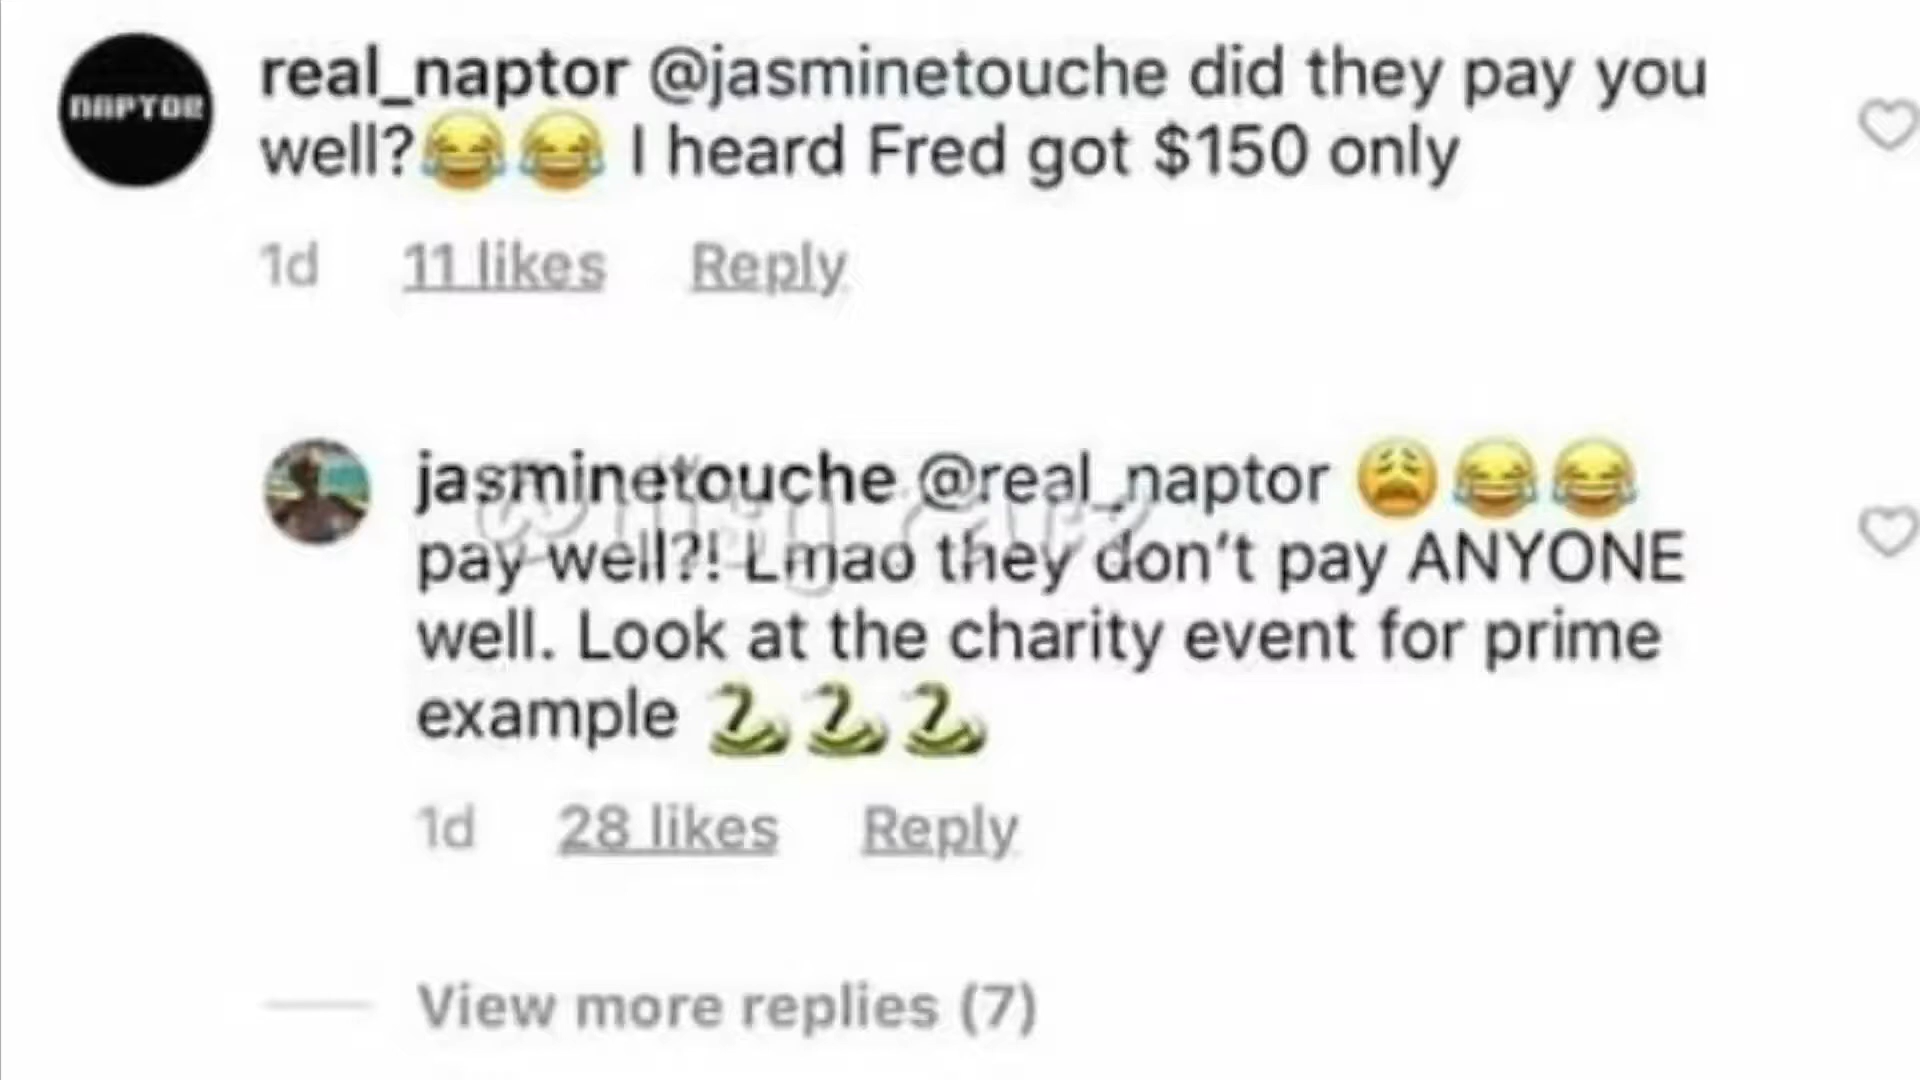 NAPTOR
real_naptor @jasminetouche did they pay you
well?😂😂 I heard Fred got $150 only
1d 11 likes Reply
jasminetouche @real_naptor 😩😂😂
pay well?! Lmao they don't pay ANYONE
well. Look at the charity event for prime
example 🐍🐍🐍
1d 28 likes Reply
View more replies (7)